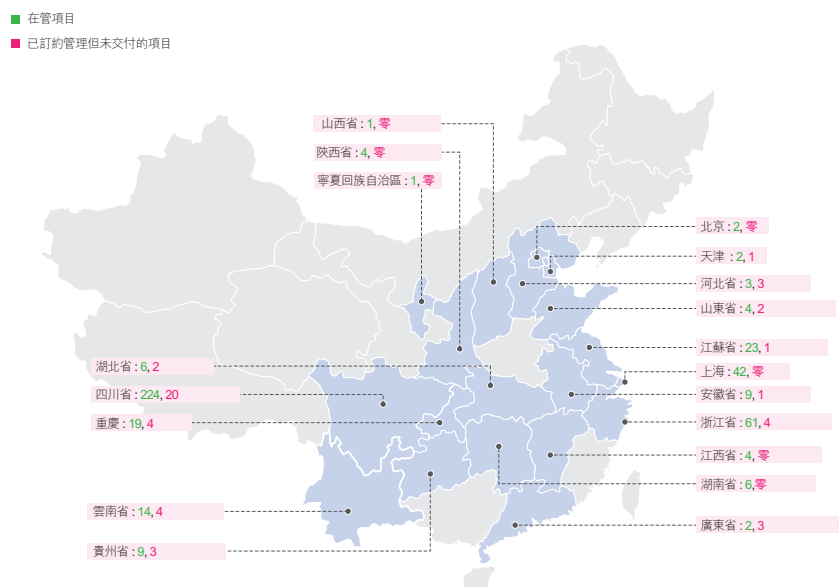 在管項目
已訂約管理但未交付的項目
山西省 : 1, 零
陝西省 : 4, 零
寧夏回族自治區 : 1, 零
北京 : 2, 零
天津 : 2, 1
河北省 : 3, 3
山東省 : 4, 2
江蘇省 : 23, 1
上海 : 42, 零
安徽省 : 9, 1
浙江省 : 61, 4
江西省 : 4, 零
湖南省 : 6, 零
廣東省 : 2, 3
湖北省 : 6, 2
四川省 : 224, 20
重慶 : 19, 4
雲南省 : 14, 4
貴州省 : 9, 3